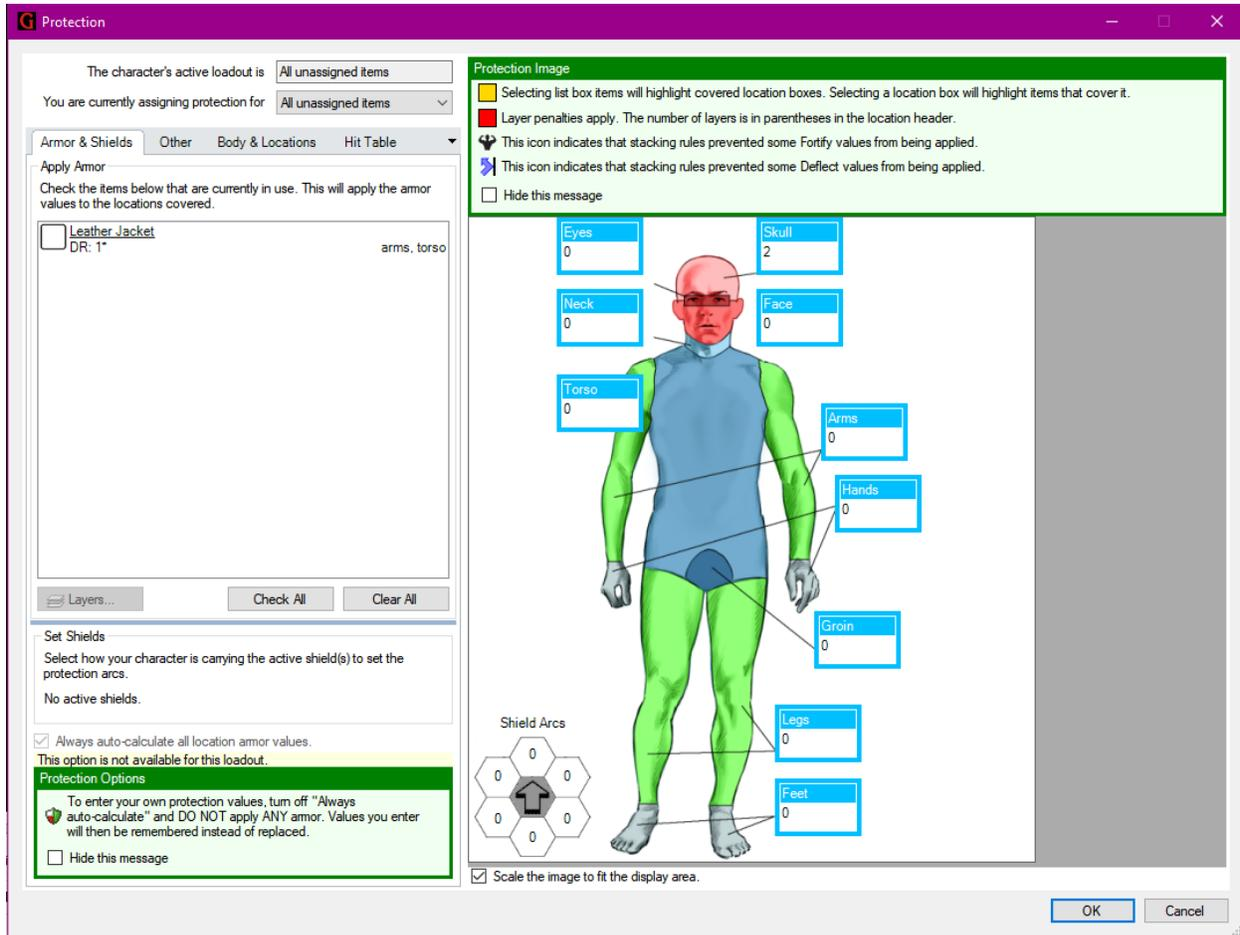 G Protection
The character's active loadout is All unassigned items
You are currently assigning protection for All unassigned items
Armor & Shields Other Body & Locations Hit Table
Apply Armor
Check the items below that are currently in use. This will apply the armor
values to the locations covered.
Leather Jacket
DR: 1* arms, torso
Layers... Check All Clear All
Set Shields
Select how your character is carrying the active shield(s) to set the
protection arcs.
No active shields.
Always auto-calculate all location armor values.
This option is not available for this loadout.
Protection Options
To enter your own protection values, turn off "Always
auto-calculate" and DO NOT apply ANY armor. Values you enter
will then be remembered instead of replaced.
Hide this message
Protection Image
Selecting list box items will highlight covered location boxes. Selecting a location box will highlight items that cover it.
Layer penalties apply. The number of layers is in parentheses in the location header.
This icon indicates that stacking rules prevented some Fortify values from being applied.
This icon indicates that stacking rules prevented some Deflect values from being applied.
Hide this message
Eyes
0
Skull
2
Neck
0
Face
0
Torso
0
Arms
0
Hands
0
Groin
0
Legs
0
Feet
0
Shield Arcs
0
0 0
0 0
0
Scale the image to fit the display area.
OK Cancel